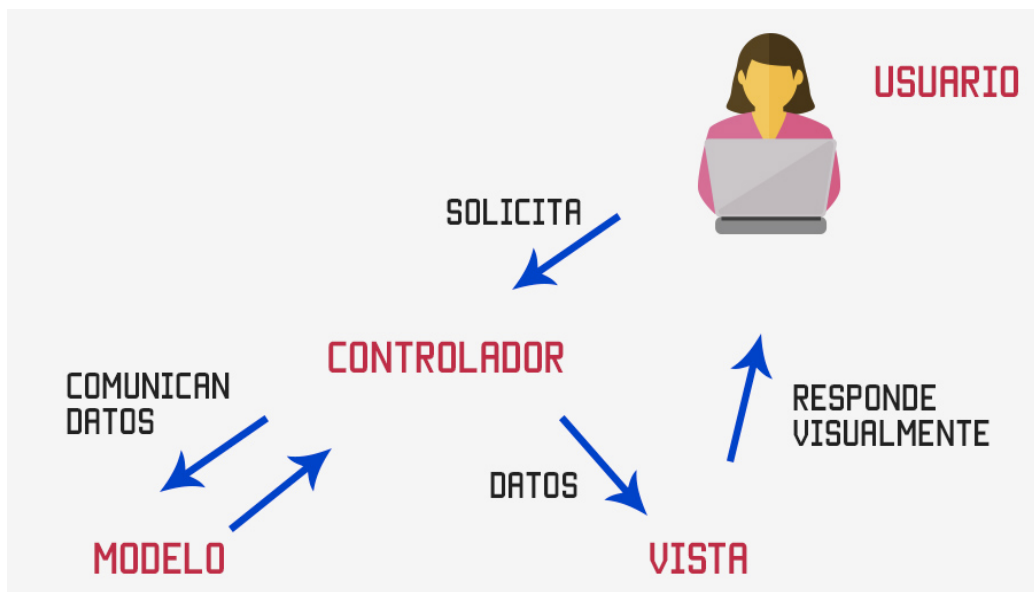 USUARIO
SOLICITA
CONTROLADOR
COMUNICAN
DATOS
RESPONDE
VISUALMENTE
DATOS
MODELO
VISTA